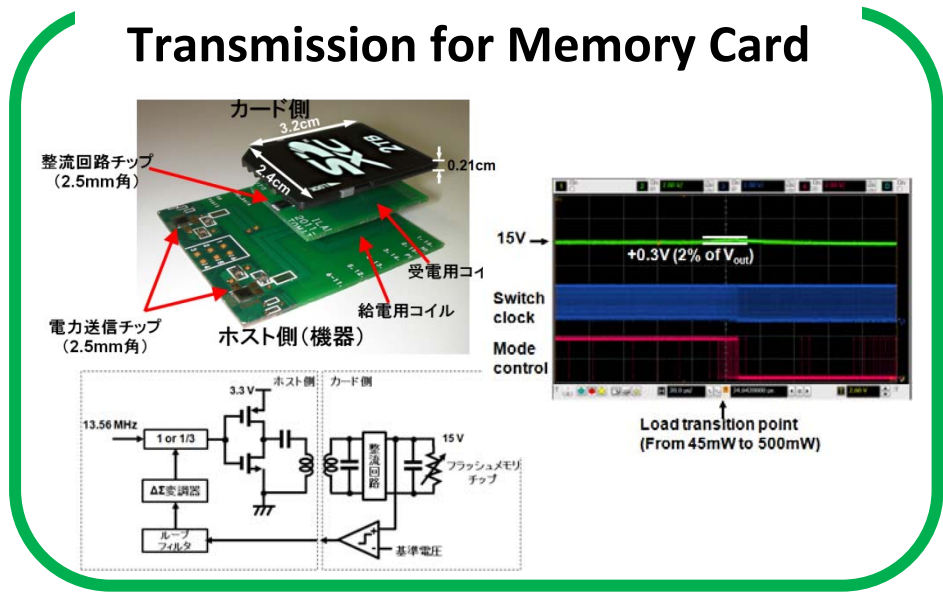 Transmission for Memory Card
カード側
3.2cm
2.4cm
0.21cm
SD
XC
2TB
整流回路チップ
（2.5mm角）
受電用コイ
給電用コイル
電力送信チップ
（2.5mm角）
ホスト側（機器）
15V
+0.3V (2% of Vout)
Switch
clock
Mode
control
Load transition point
(From 45mW to 500mW)
ホスト側
カード側
3.3 V
13.56 MHz
1 or 1/3
ΔΣ変調器
ループ
フィルタ
整流回路
15 V
フラッシュメモリ
チップ
基準電圧